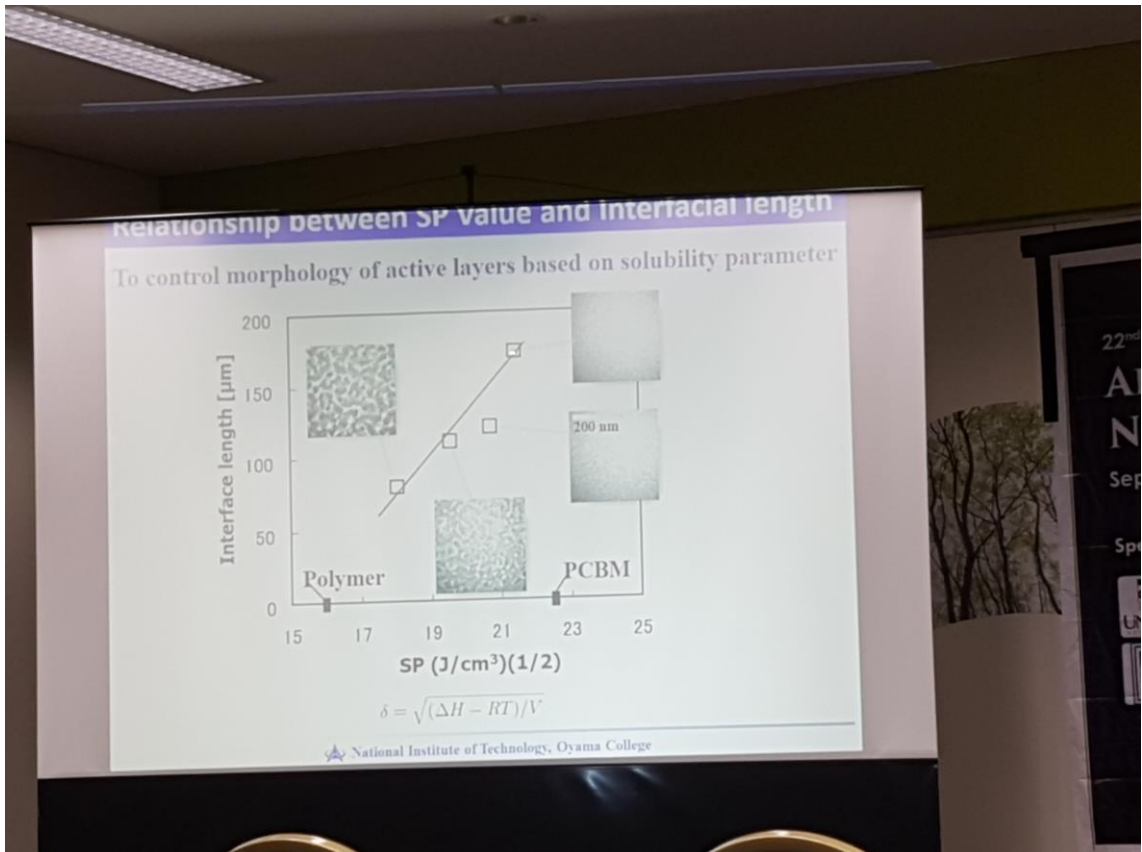 Relationship between SP Value and Interfacial length
To control morphology of active layers based on solubility parameter
200
150
100
50
0
Interface length [μm]
200 nm
Polymer
PCBM
15 17 19 21 23 25
SP (J/cm³)(1/2)
δ = √(ΔH − RT)/V
National Institute of Technology, Oyama College
22nd
N
Sep